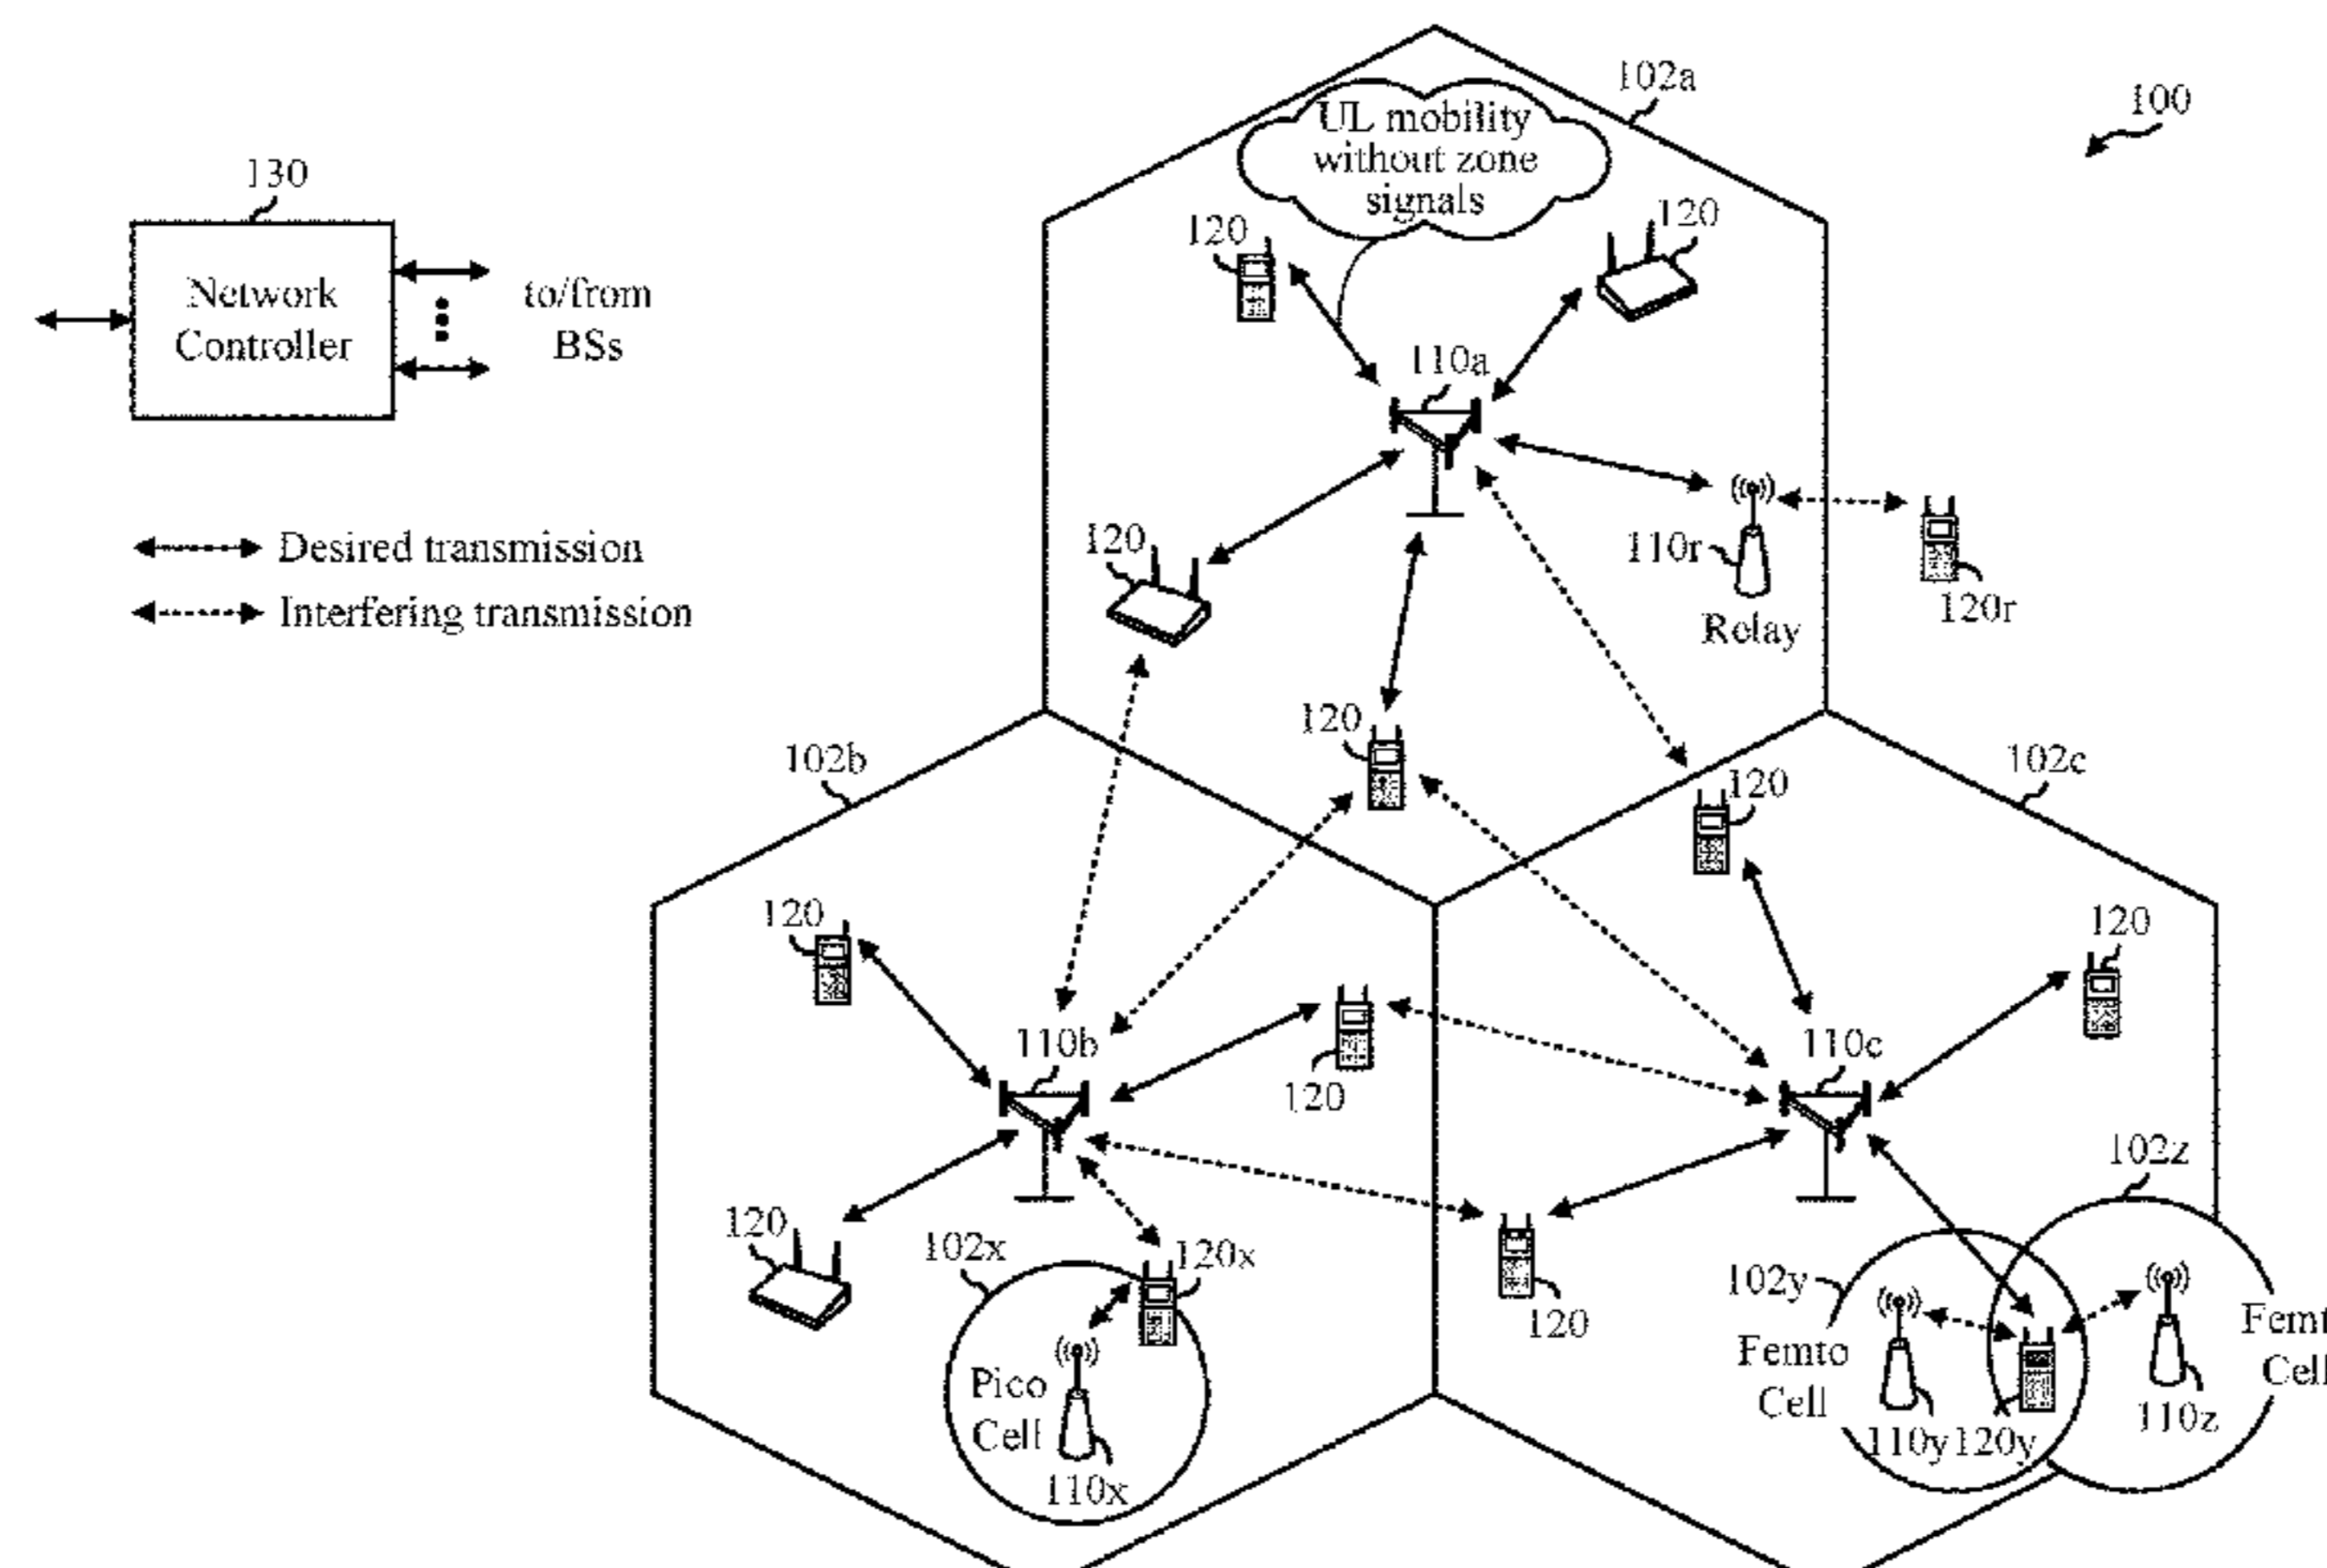 102a
100
UL mobility
without zone
signals
130
120
120
Network
Controller
to/from
BSs
110a
Desired transmission
Interfering transmission
120
110r
Relay
120r
120
102b
102c
120
120
120
110b
120
110c
102z
120
102x
120x
120
102y
Femto
Cell
Femt
Cell
Pico
Cell
110x
110y
120y
110z